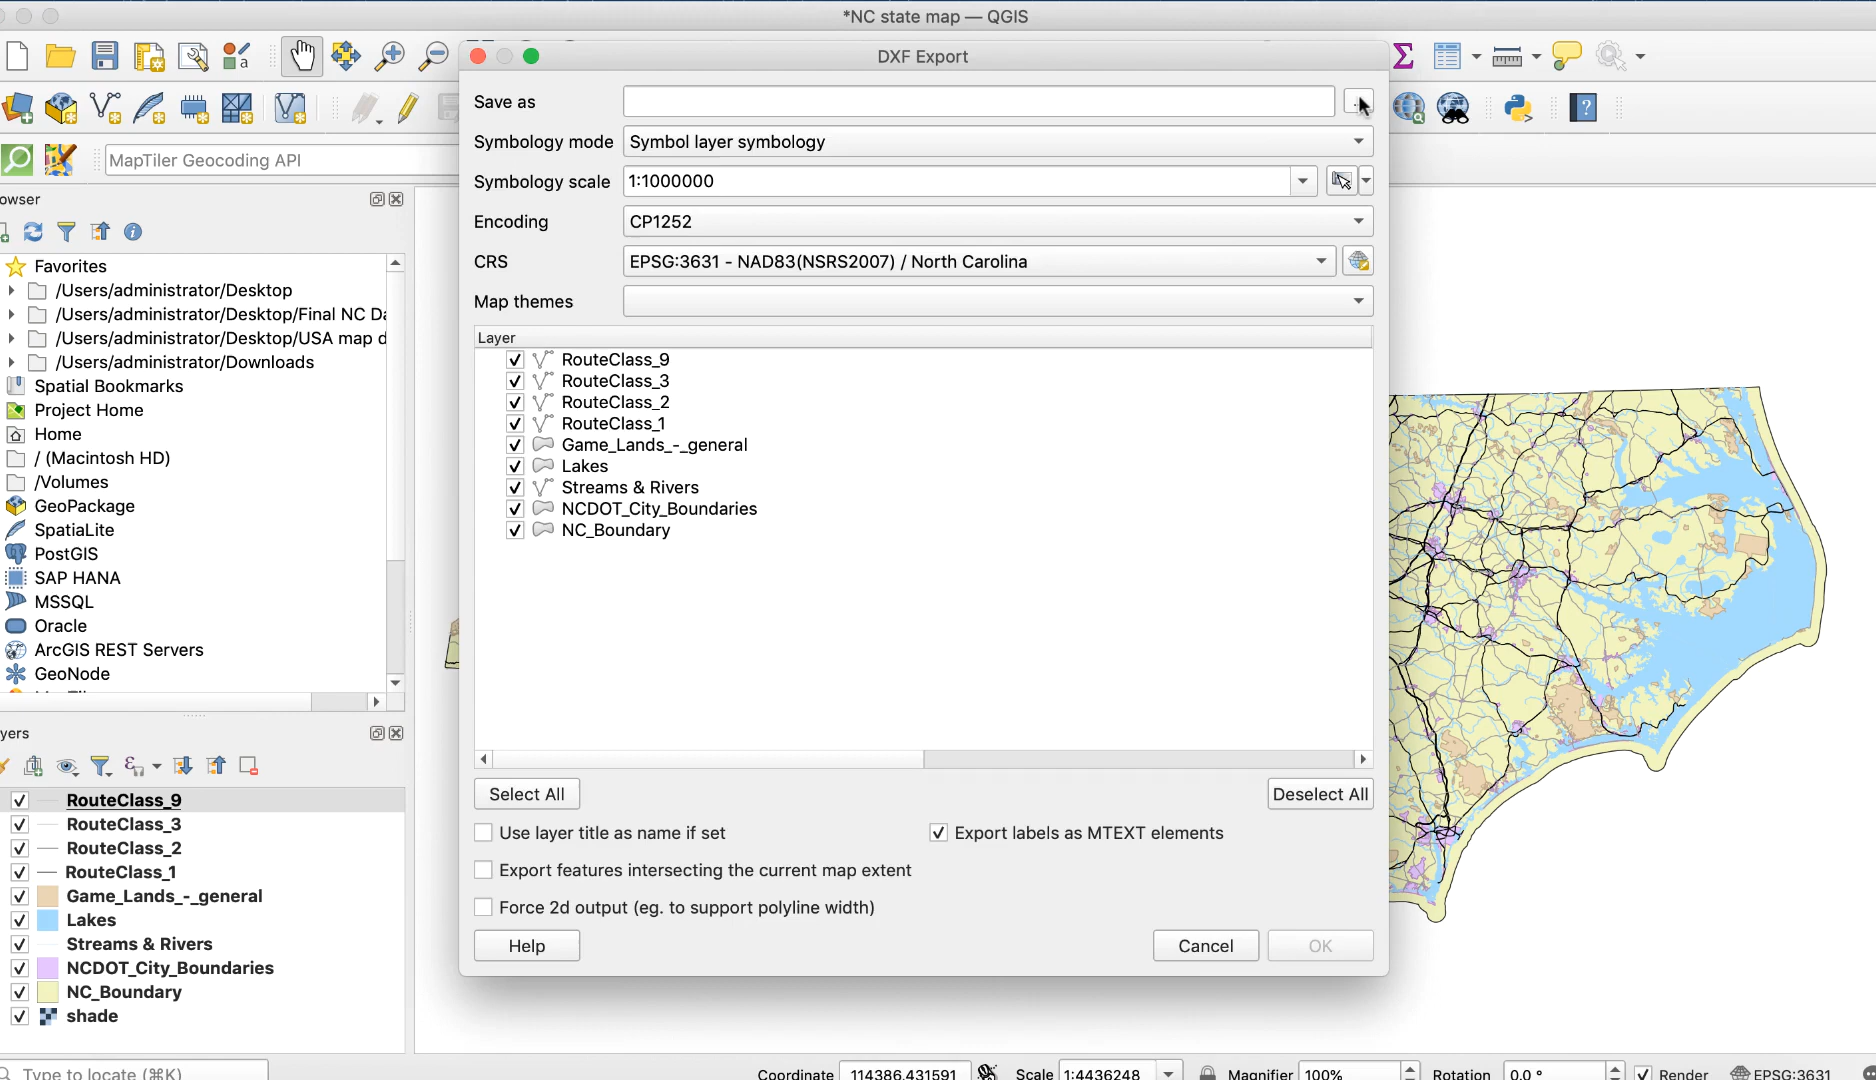 *NC state map — QGIS
DXF Export
Save as
Symbology mode Symbol layer symbology
MapTiler Geocoding API
Symbology scale 1:1000000
owser
Encoding CP1252
CRS EPSG:3631 - NAD83(NSRS2007) / North Carolina
Favorites
/Users/administrator/Desktop
Map themes
/Users/administrator/Desktop/Final NC Da
/Users/administrator/Desktop/USA map d
Layer
/Users/administrator/Downloads
RouteClass_9
Spatial Bookmarks
RouteClass_3
Project Home
RouteClass_2
Home
RouteClass_1
/ (Macintosh HD)
Game_Lands_-_general
/Volumes
Lakes
GeoPackage
Streams & Rivers
SpatiaLite
NCDOT_City_Boundaries
PostGIS
NC_Boundary
SAP HANA
MSSQL
Oracle
ArcGIS REST Servers
GeoNode
yers
Select All Deselect All
RouteClass_9
RouteClass_3
Use layer title as name if set Export labels as MTEXT elements
RouteClass_2
RouteClass_1
Export features intersecting the current map extent
Game_Lands_-_general
Lakes
Force 2d output (eg. to support polyline width)
Streams & Rivers
Help Cancel OK
NCDOT_City_Boundaries
NC_Boundary
shade
Type to locate (⌘K) Coordinate 114386,431591 Scale 1:4436248 Magnifier 100% Rotation 0.0 ° Render EPSG:3631